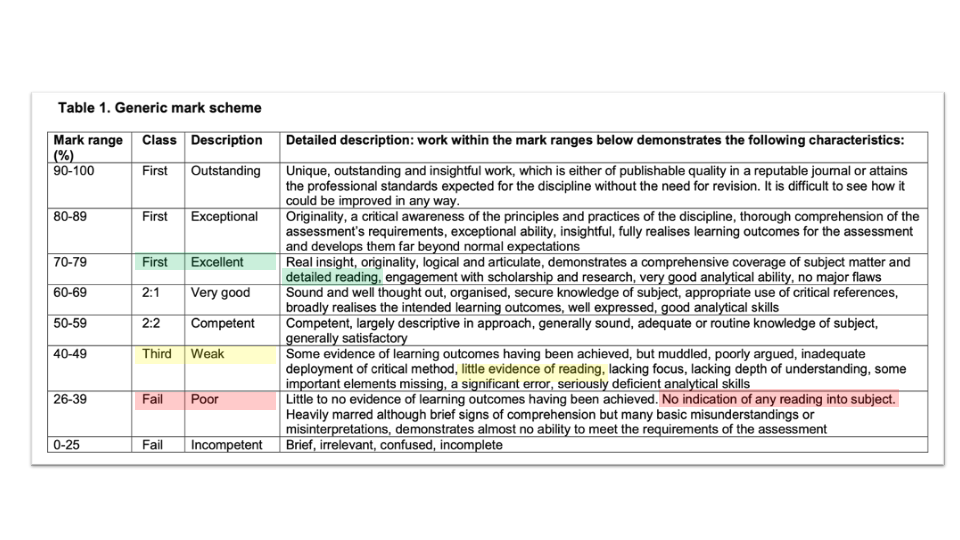 Table 1. Generic mark scheme
Mark range (%) Class Description Detailed description: work within the mark ranges below demonstrates the following characteristics:
90-100 First Outstanding Unique, outstanding and insightful work, which is either of publishable quality in a reputable journal or attains
the professional standards expected for the discipline without the need for revision. It is difficult to see how it
could be improved in any way.
80-89 First Exceptional Originality, a critical awareness of the principles and practices of the discipline, thorough comprehension of the
assessment's requirements, exceptional ability, insightful, fully realises learning outcomes for the assessment
and develops them far beyond normal expectations
70-79 First Excellent Real insight, originality, logical and articulate, demonstrates a comprehensive coverage of subject matter and
detailed reading, engagement with scholarship and research, very good analytical ability, no major flaws
60-69 2:1 Very good Sound and well thought out, organised, secure knowledge of subject, appropriate use of critical references,
broadly realises the intended learning outcomes, well expressed, good analytical skills
50-59 2:2 Competent Competent, largely descriptive in approach, generally sound, adequate or routine knowledge of subject,
generally satisfactory
40-49 Third Weak Some evidence of learning outcomes having been achieved, but muddled, poorly argued, inadequate
deployment of critical method, little evidence of reading, lacking focus, lacking depth of understanding, some
important elements missing, a significant error, seriously deficient analytical skills
26-39 Fail Poor Little to no evidence of learning outcomes having been achieved. No indication of any reading into subject.
Heavily marred although brief signs of comprehension but many basic misunderstandings or
misinterpretations, demonstrates almost no ability to meet the requirements of the assessment
0-25 Fail Incompetent Brief, irrelevant, confused, incomplete